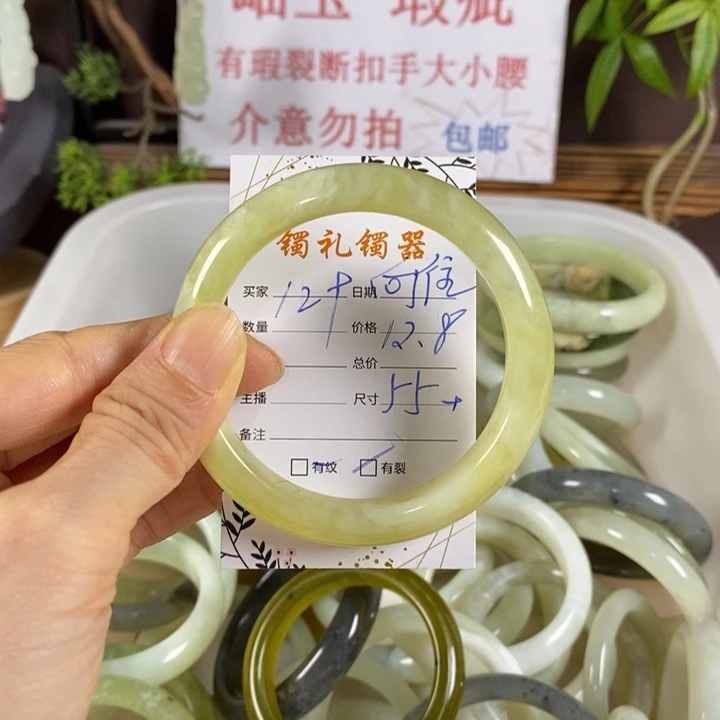 岫玉 瑕疵
有瑕裂断扣手大小腰
介意勿拍 包邮
镯礼镯器
买家 日期
数量 价格 12.8
总价
主播 尺寸 55+
备注
有纹 有裂